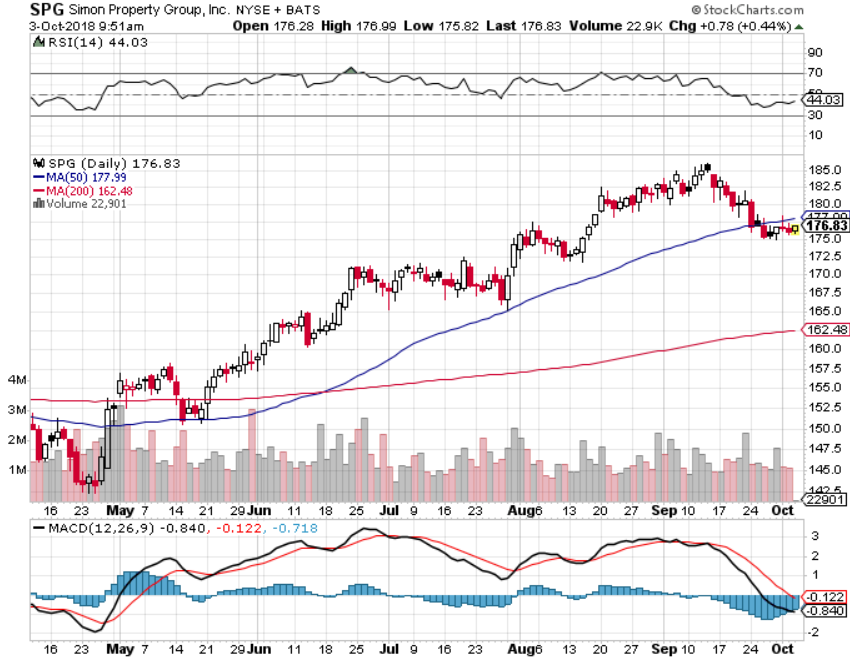 SPG Simon Property Group, Inc. NYSE + BATS
© StockCharts.com
3-Oct-2018 9:51am
Open 176.28 High 176.99 Low 175.82 Last 176.83 Volume 22.9K Chg +0.78 (+0.44%)
RSI(14) 44.03
90
70
50
44.03
30
10
SPG (Daily) 176.83
MA(50) 177.99
MA(200) 162.48
Volume 22,901
185.0
182.5
180.0
176.83
175.0
172.5
170.0
167.5
165.0
162.48
160.0
157.5
155.0
152.5
150.0
147.5
145.0
142.5
4M
3M
2M
1M
22901
16 23 May 7 14 21 29 Jun 11 18 25 Jul 9 16 23 Aug 6 13 20 27 Sep 10 17 24 Oct
MACD(12,26,9) -0.840, -0.122, -0.718
3
2
1
-0.122
-0.840
-2
16 23 May 7 14 21 29 Jun 11 18 25 Jul 9 16 23 Aug 6 13 20 27 Sep 10 17 24 Oct